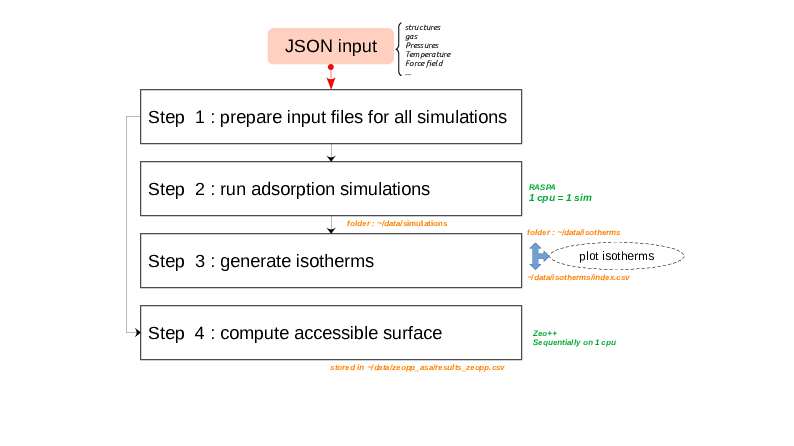 JSON input
structures
gas
Pressures
Temperature
Force field
...
Step 1 : prepare input files for all simulations
Step 2 : run adsorption simulations
RASPA
1 cpu = 1 sim
folder : ~/data/simulations
folder : ~/data/isotherms
Step 3 : generate isotherms
plot isotherms
~/data/isotherms/index.csv
Step 4 : compute accessible surface
Zeo++
Sequentially on 1 cpu
stored in ~/data/zeopp_asa/results_zeopp.csv